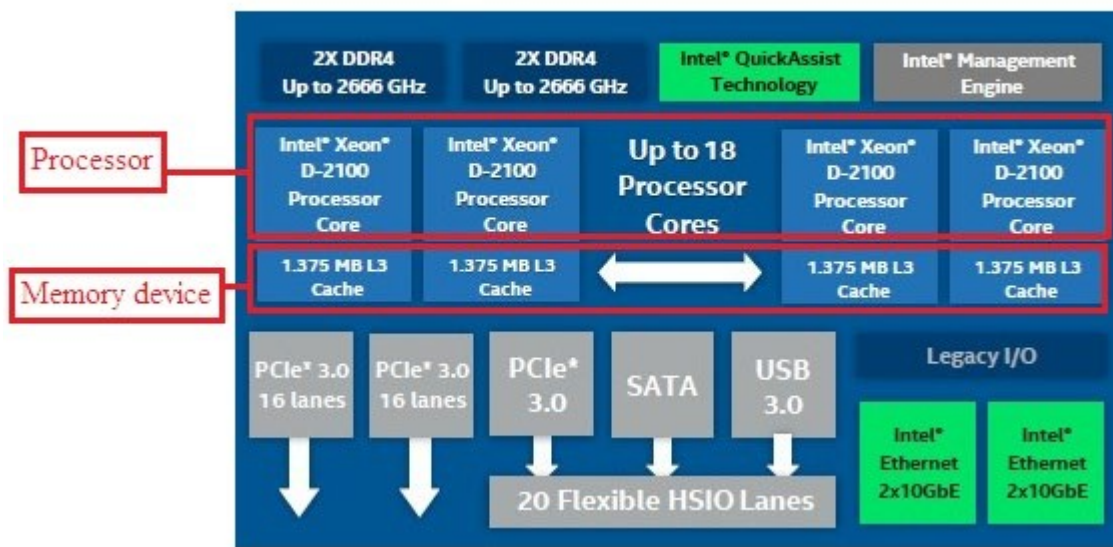 2X DDR4
Up to 2666 GHz
2X DDR4
Up to 2666 GHz
Intel® QuickAssist
Technology
Intel® Management
Engine
Processor
Intel® Xeon®
D-2100
Processor
Core
Intel® Xeon®
D-2100
Processor
Core
Up to 18
Processor
Cores
Intel® Xeon®
D-2100
Processor
Core
Intel® Xeon®
D-2100
Processor
Core
Memory device
1.375 MB L3
Cache
1.375 MB L3
Cache
1.375 MB L3
Cache
1.375 MB L3
Cache
PCIe* 3.0
16 lanes
PCIe* 3.0
16 lanes
PCIe*
3.0
SATA
USB
3.0
Legacy I/O
Intel®
Ethernet
2x10GbE
Intel®
Ethernet
2x10GbE
20 Flexible HSIO Lanes